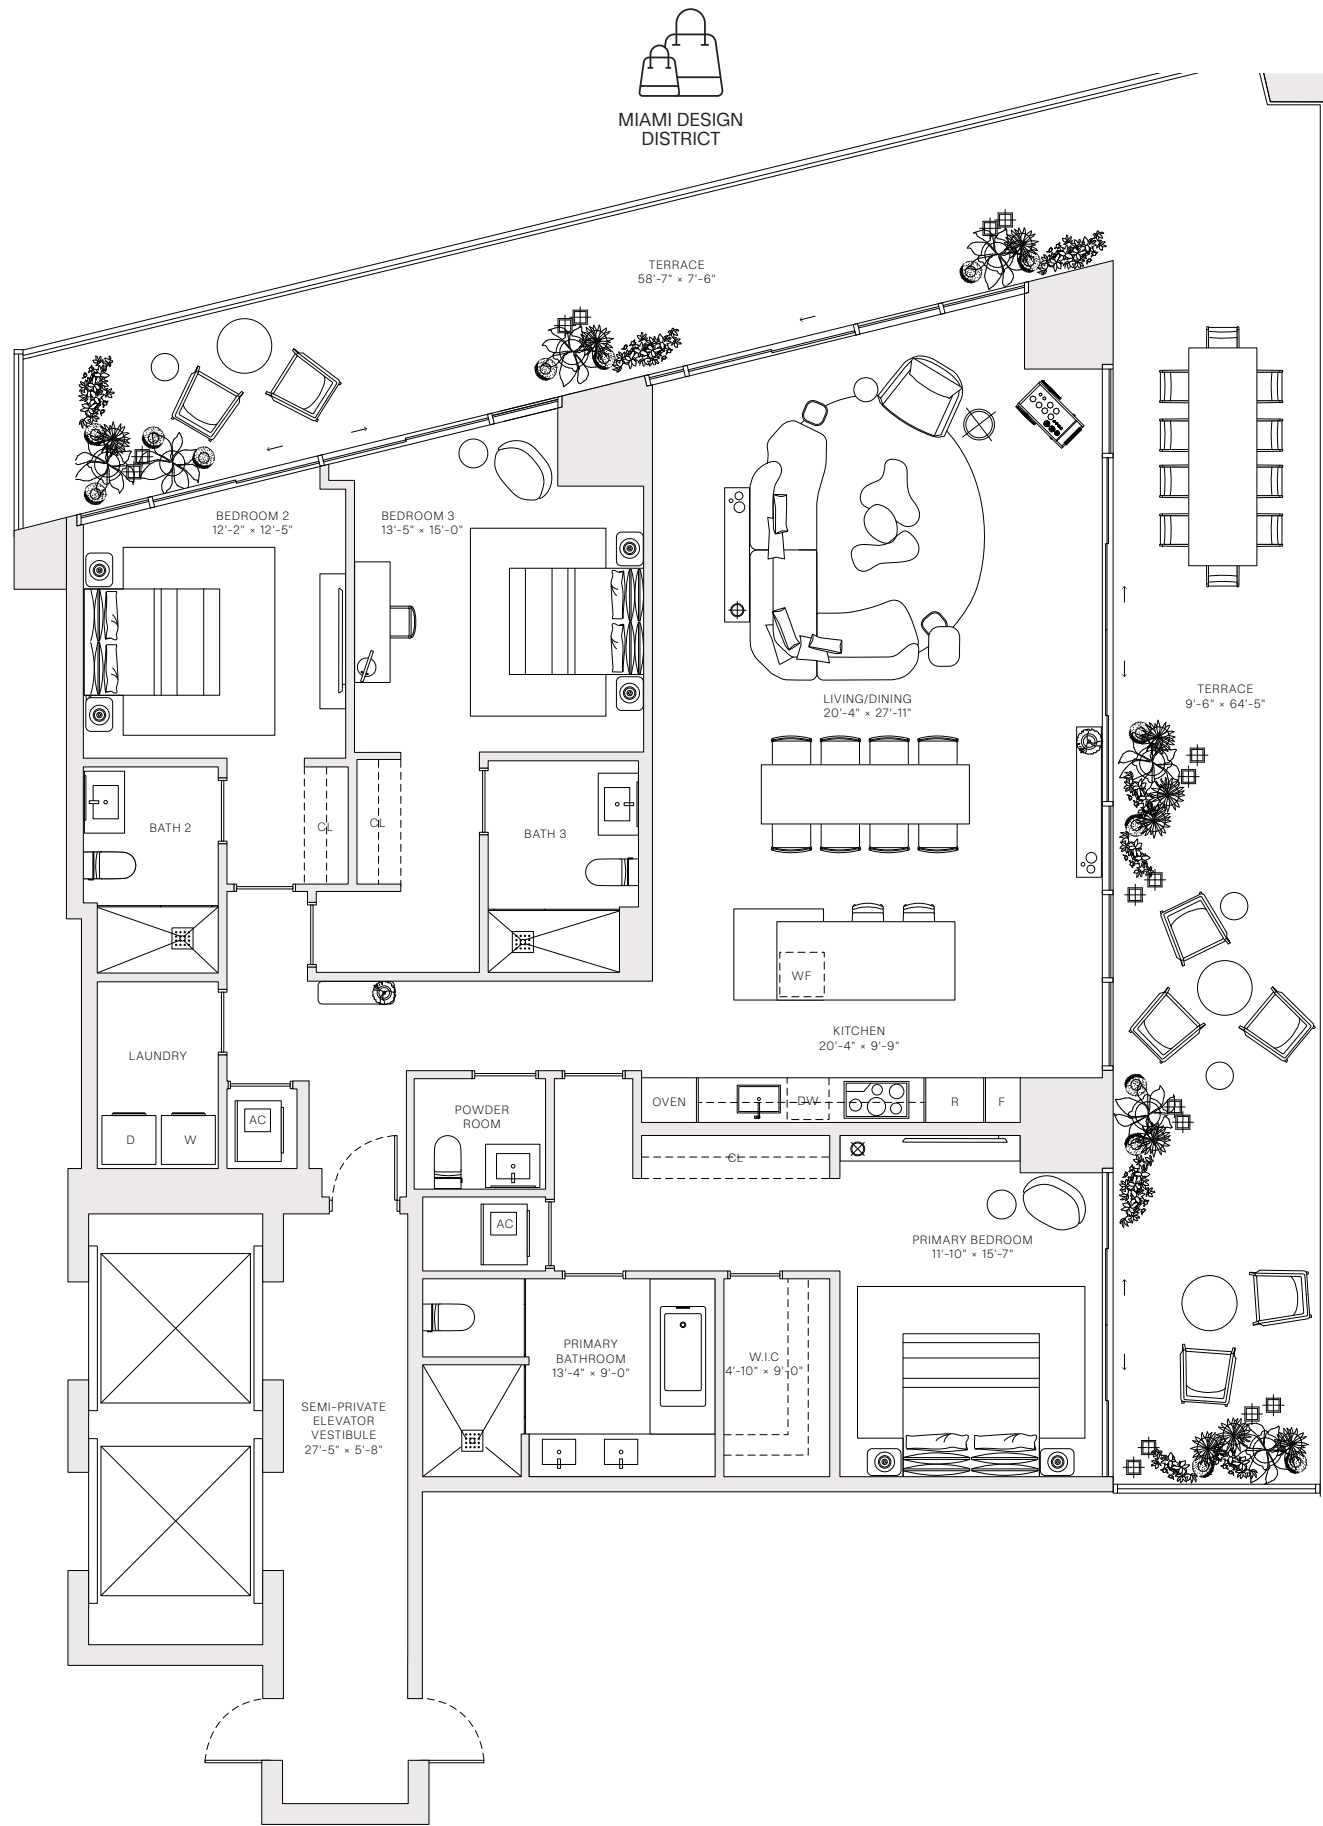 MIAMI DESIGN
DISTRICT
TERRACE
58'-7" × 7'-6"
BEDROOM 2
12'-2" × 12'-5"
BEDROOM 3
13'-5" × 15'-0"
LIVING/DINING
20'-4" × 27'-11"
TERRACE
9'-6" × 64'-5"
BATH 2
CL
CL
BATH 3
WF
KITCHEN
20'-4" × 9'-9"
LAUNDRY
D
W
AC
POWDER
ROOM
OVEN
DW
R
F
CL
AC
PRIMARY BEDROOM
11'-10" × 15'-7"
PRIMARY
BATHROOM
13'-4" × 9'-0"
W.I.C
4'-10" × 9'-0"
SEMI-PRIVATE
ELEVATOR
VESTIBULE
27'-5" × 5'-8"